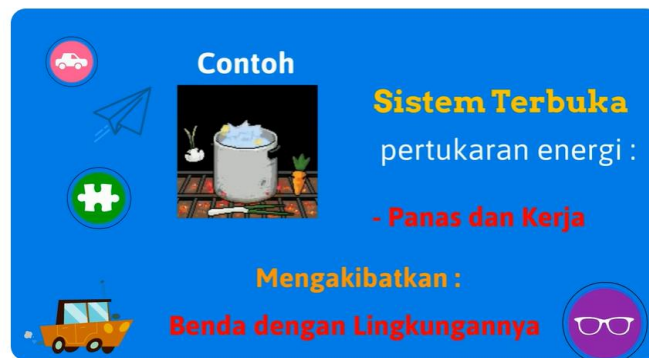 Contoh
Sistem Terbuka
pertukaran energi :
- Panas dan Kerja
Mengakibatkan :
Benda dengan Lingkungannya